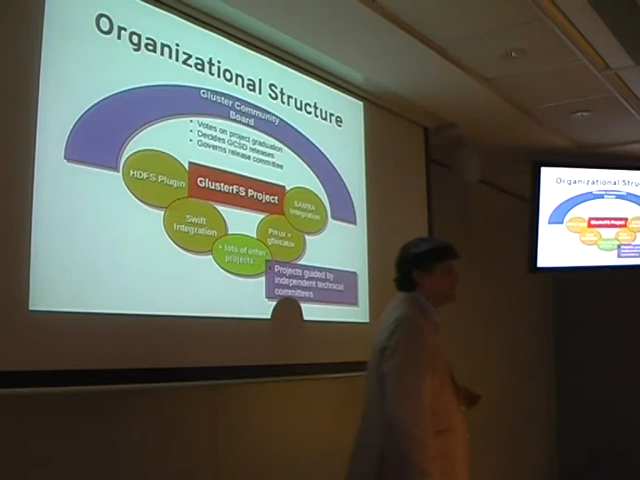 Organizational Structure
Gluster Community
Board
• Votes on project graduation
• Decides GCSD releases
• Governs release committee
HDFS Plugin
GlusterFS Project
SAMBA
Integration
Swift
Integration
Pmux +
gflocator
• lots of other
projects
• Projects guided by
independent technical
committees
Organizational Stru
GlusterFS Project